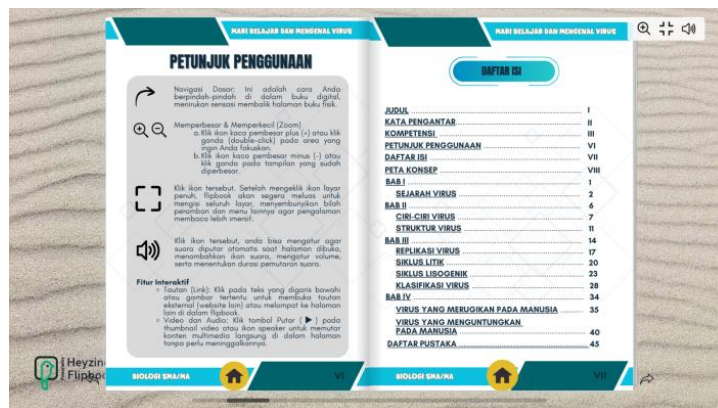 MARI BELAJAR DAN MENGENAL VIRUS
PETUNJUK PENGGUNAAN
Navigasi Dasar: Ini adalah cara Anda
berpindah-pindah di dalam buku digital,
menirukan sensasi membalik halaman buku fisik.
Memperbesar & Memperkecil (Zoom)
a. Klik ikon kaca pembesar plus (+) atau klik
ganda (double-click) pada area yang
ingin Anda fokuskan.
b. Klik ikon kaca pembesar minus (-) atau
klik ganda pada tampilan yang sudah
diperbesar.
Klik ikon tersebut. Setelah mengeklik ikon layar
penuh, flipbook akan segera meluas untuk
mengisi seluruh layar, menyembunyikan bilah
peramban dan menu lainnya agar pengalaman
membaca lebih imersif.
Klik ikon tersebut, anda bisa mengatur agar
suara diputar otomatis saat halaman dibuka,
menambahkan ikon suara, mengatur volume,
serta menentukan durasi pemutaran suara.
Fitur Interaktif
Tautan (Link): Klik pada teks yang digaris bawahi
atau gambar tertentu untuk membuka tautan
eksternal (website lain) atau melompat ke halaman
lain di dalam flipbook.
Video dan Audio: Klik tombol Putar (▶) pada
thumbnail video atau ikon speaker untuk memutar
konten multimedia langsung di dalam halaman
tanpa perlu meninggalkannya.
Heyzin
Flipboo
BIOLOGI SMA/MA
VI
MARI BELAJAR DAN MENGENAL VIRUS
DAFTAR ISI
JUDUL I
KATA PENGANTAR II
KOMPETENSI III
PETUNJUK PENGGUNAAN VI
DAFTAR ISI VII
PETA KONSEP VIII
BAB I 1
SEJARAH VIRUS 2
BAB II 6
CIRI-CIRI VIRUS 7
STRUKTUR VIRUS 11
BAB III 14
REPLIKASI VIRUS 17
SIKLUS LITIK 20
SIKLUS LISOGENIK 23
KLASIFIKASI VIRUS 28
BAB IV 34
VIRUS YANG MERUGIKAN PADA MANUSIA 35
VIRUS YANG MENGUNTUNGKAN
PADA MANUSIA 40
DAFTAR PUSTAKA 45
BIOLOGI SMA/MA
VII